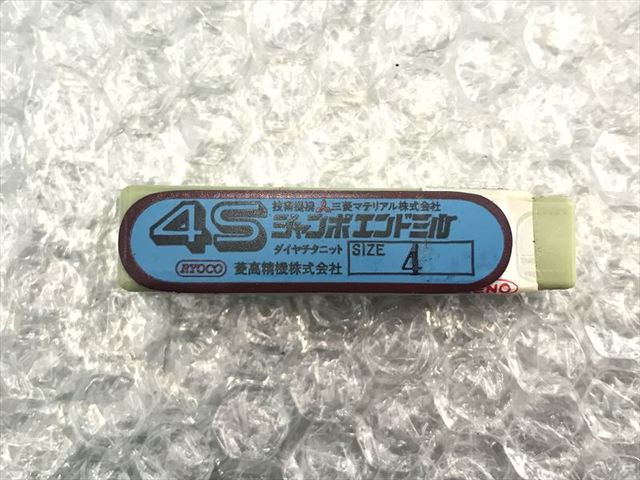 4S
技術提携 三菱マテリアル株式会社
ジャンボエンドミル
ダイヤチタニット
SIZE 4
RYOCO 菱高精機株式会社